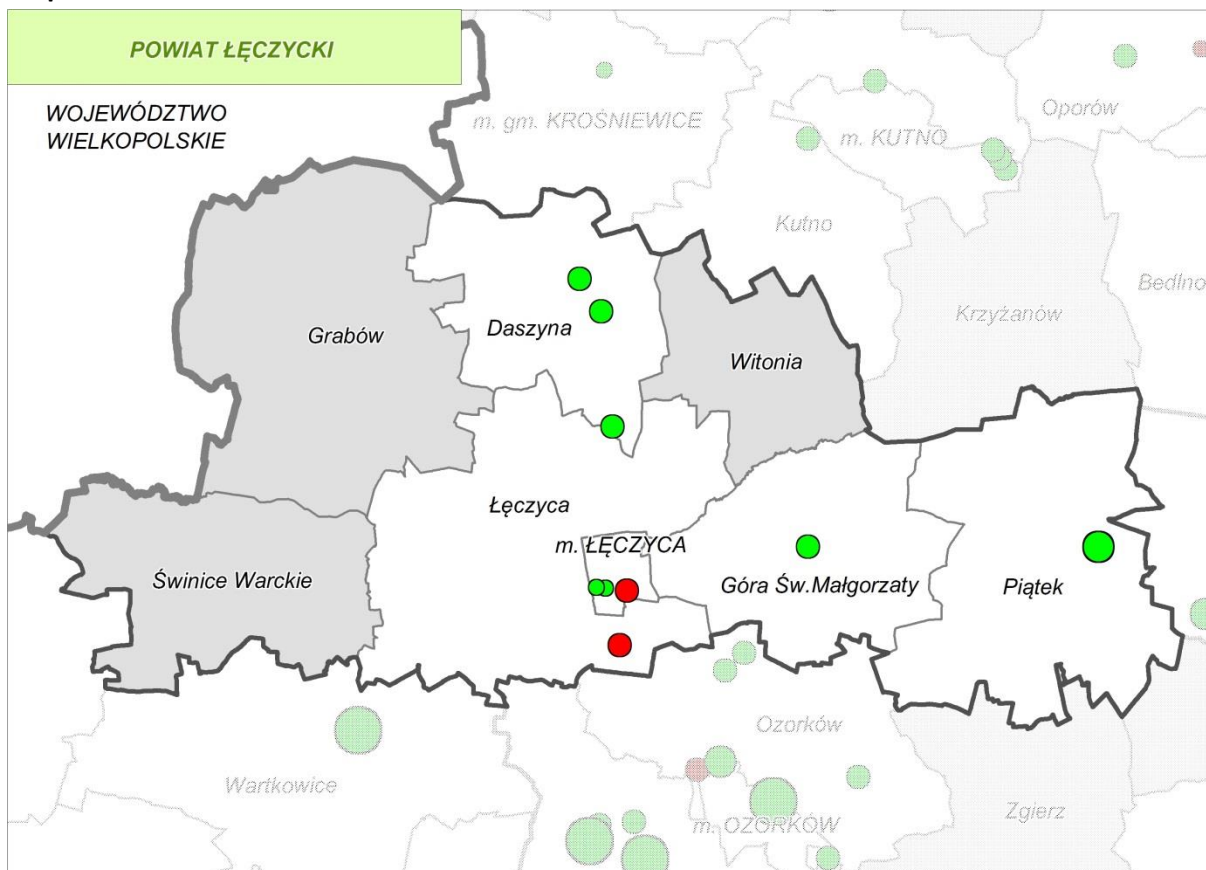 POWIAT ŁĘCZYCKI
WOJEWÓDZTWO
WIELKOPOLSKIE
m. gm. KROŚNIEWICE
m. KUTNO
Oporów
Kutno
Bedlno
Krzyżanów
Grabów
Daszyna
Witonia
Łęczyca
m. ŁĘCZYCA
Świnice Warckie
Góra Św.Małgorzaty
Piątek
Ozorków
Wartkowice
m. OZORKÓW
Zgierz